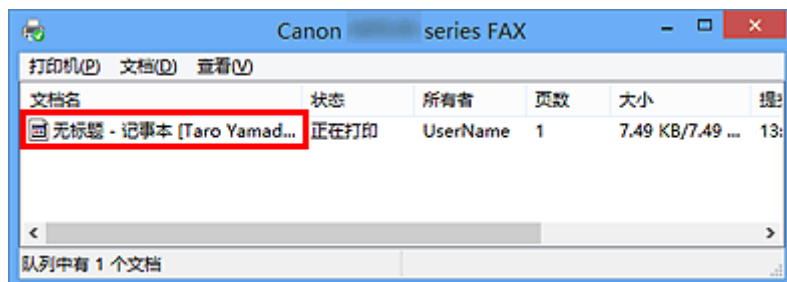 Canon series FAX
打印机(P) 文档(D) 查看(V)
文档名 状态 所有者 页数 大小
无标题 - 记事本 [Taro Yamad... 正在打印 UserName 1 7.49 KB/7.49 ... 13:
队列中有 1 个文档